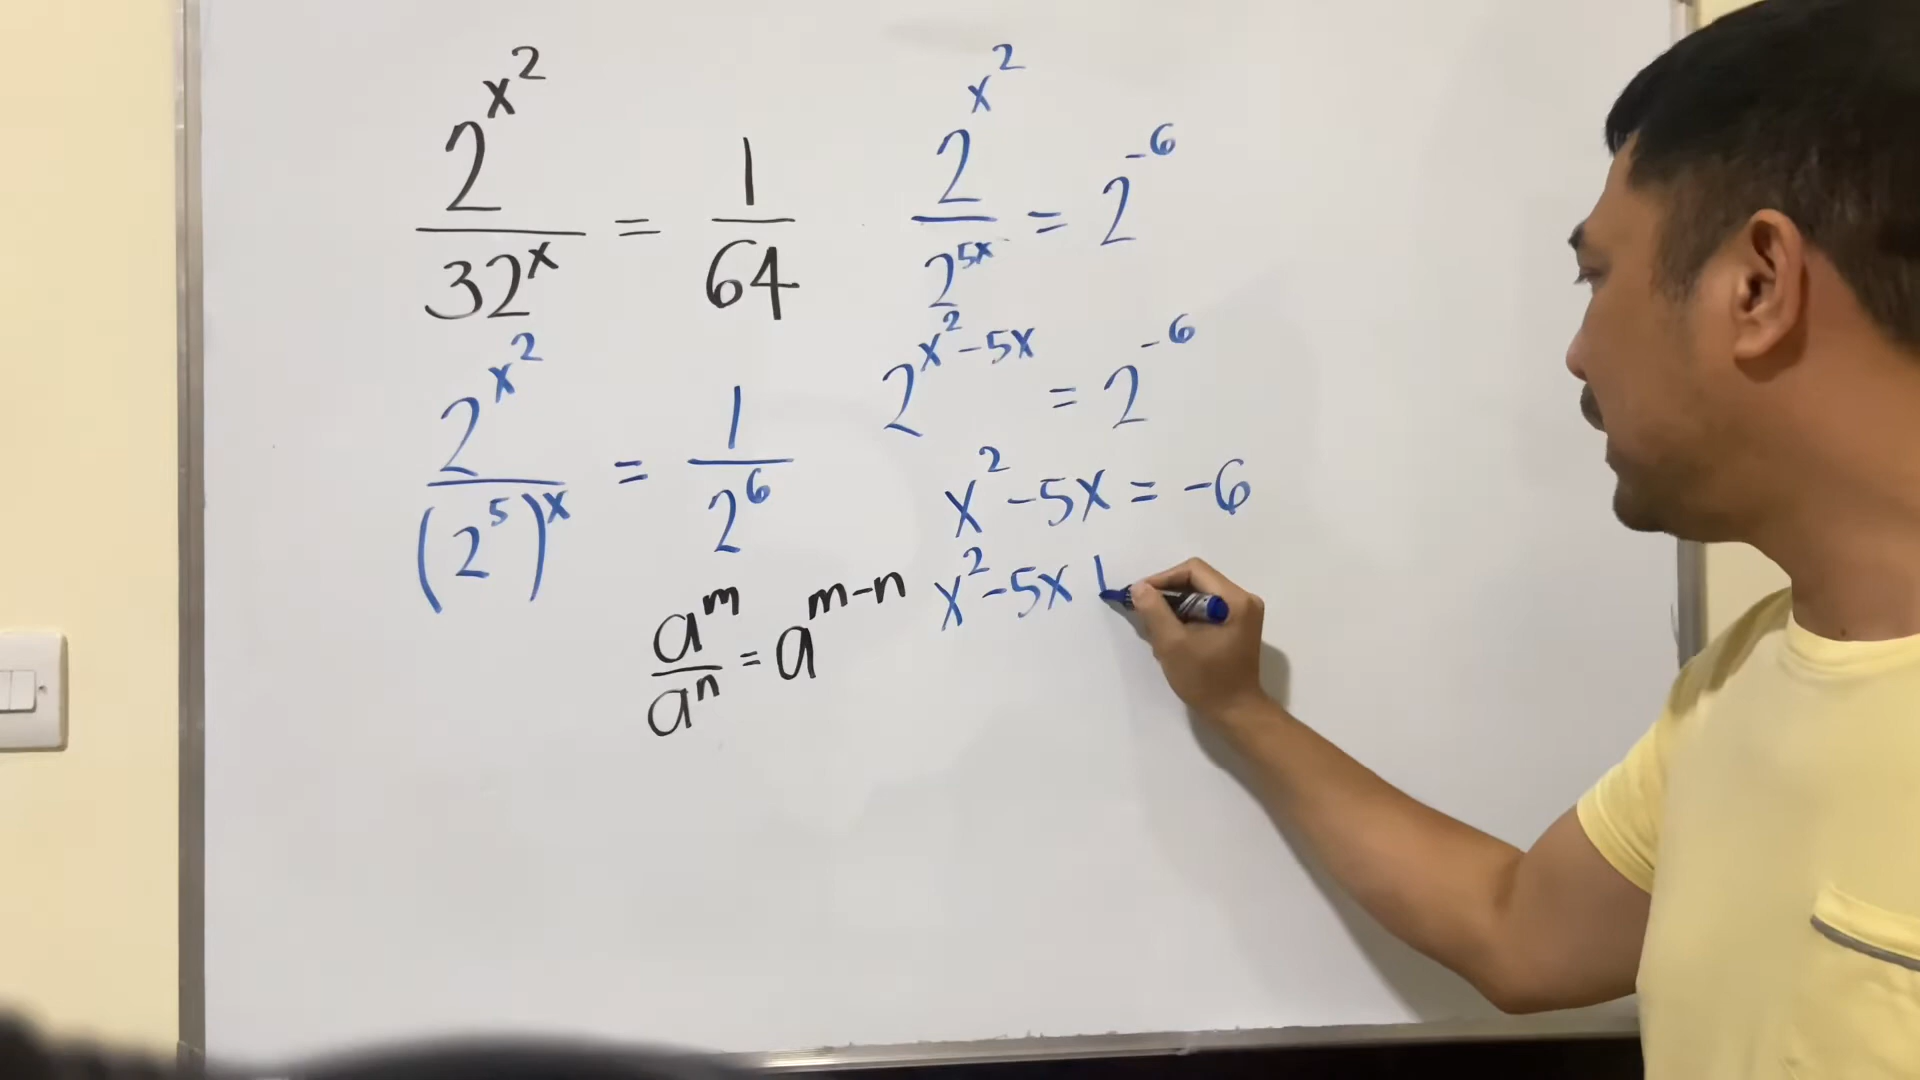 2^{x^2} / 32^x = 1/64
2^{x^2} / (2^5)^x = 1/2^6
a^m / a^n = a^{m-n}
2^{x^2} / 2^{5x} = 2^{-6}
2^{x^2-5x} = 2^{-6}
x^2 - 5x = -6
x^2 - 5x